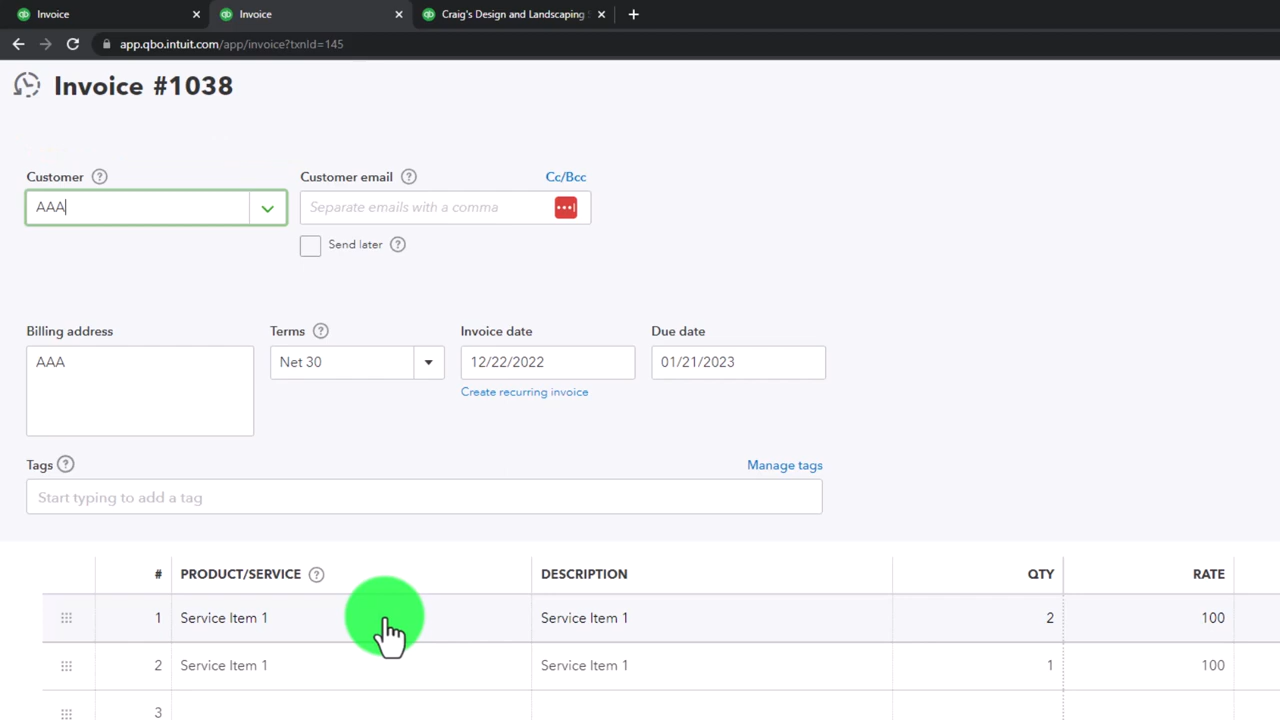 Invoice
Invoice
Craig's Design and Landscaping
app.qbo.intuit.com/app/invoice?txnId=145
Invoice #1038
Customer
Customer email
Cc/Bcc
AAA
Separate emails with a comma
Send later
Billing address
Terms
Invoice date
Due date
AAA
Net 30
12/22/2022
01/21/2023
Create recurring invoice
Tags
Manage tags
Start typing to add a tag
# PRODUCT/SERVICE DESCRIPTION QTY RATE
1 Service Item 1 Service Item 1 2 100
2 Service Item 1 Service Item 1 1 100
3